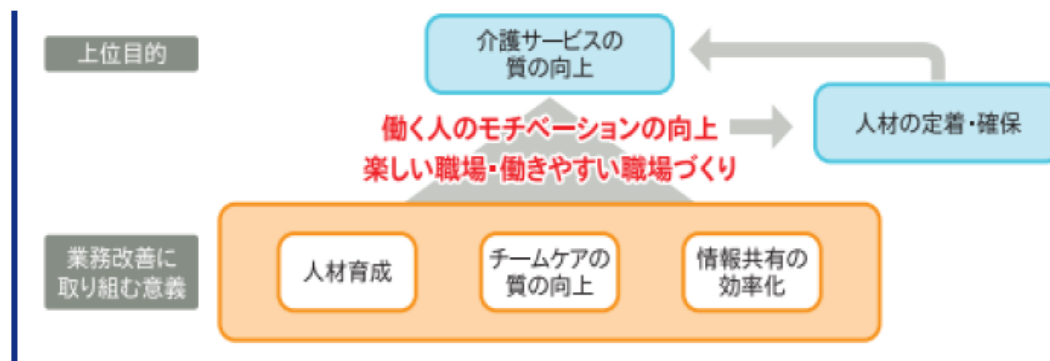 上位目的
介護サービスの
質の向上
働く人のモチベーションの向上
楽しい職場・働きやすい職場づくり
人材の定着・確保
業務改善に
取り組む意義
人材育成
チームケアの
質の向上
情報共有の
効率化